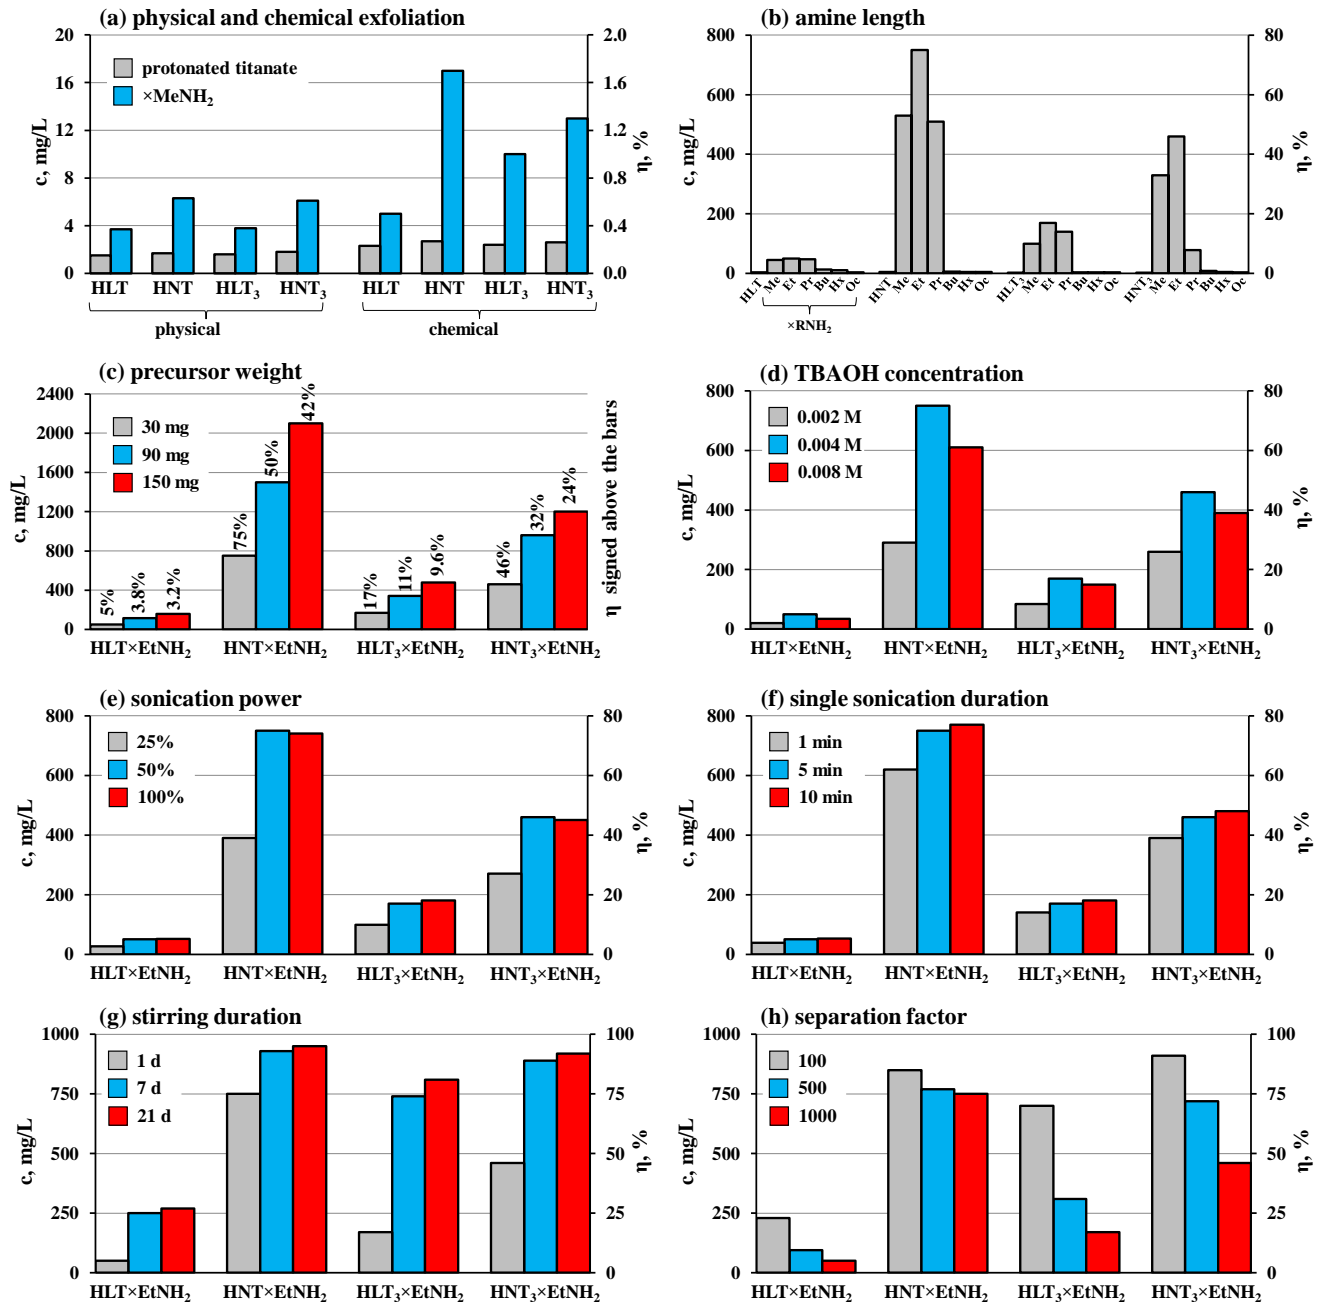 (a) physical and chemical exfoliation
20
16
12
8
4
0
c, mg/L
2.0
1.6
1.2
0.8
0.4
0.0
η, %
protonated titanate
×MeNH₂
HLT HNT HLT₃ HNT₃ HLT HNT HLT₃ HNT₃
physical chemical
(b) amine length
800
600
400
200
0
c, mg/L
80
60
40
20
0
η, %
HLT Me Et Pr Bu Hx Oc HNT Me Et Pr Bu Hx Oc HLT₃ Me Et Pr Bu Hx Oc HNT₃ Me Et Pr Bu Hx Oc
×RNH₂
(c) precursor weight
2400
2000
1600
1200
800
400
0
c, mg/L
30 mg
90 mg
150 mg
5% 3.8% 3.2% 75% 50% 42% 17% 11% 9.6% 46% 32% 24%
η signed above the bars
HLT×EtNH₂ HNT×EtNH₂ HLT₃×EtNH₂ HNT₃×EtNH₂
(d) TBAOH concentration
800
600
400
200
0
c, mg/L
80
60
40
20
0
η, %
0.002 M
0.004 M
0.008 M
HLT×EtNH₂ HNT×EtNH₂ HLT₃×EtNH₂ HNT₃×EtNH₂
(e) sonication power
800
600
400
200
0
c, mg/L
80
60
40
20
0
η, %
25%
50%
100%
HLT×EtNH₂ HNT×EtNH₂ HLT₃×EtNH₂ HNT₃×EtNH₂
(f) single sonication duration
800
600
400
200
0
c, mg/L
80
60
40
20
0
η, %
1 min
5 min
10 min
HLT×EtNH₂ HNT×EtNH₂ HLT₃×EtNH₂ HNT₃×EtNH₂
(g) stirring duration
1000
750
500
250
0
c, mg/L
100
75
50
25
0
η, %
1 d
7 d
21 d
HLT×EtNH₂ HNT×EtNH₂ HLT₃×EtNH₂ HNT₃×EtNH₂
(h) separation factor
1000
750
500
250
0
c, mg/L
100
75
50
25
0
η, %
100
500
1000
HLT×EtNH₂ HNT×EtNH₂ HLT₃×EtNH₂ HNT₃×EtNH₂